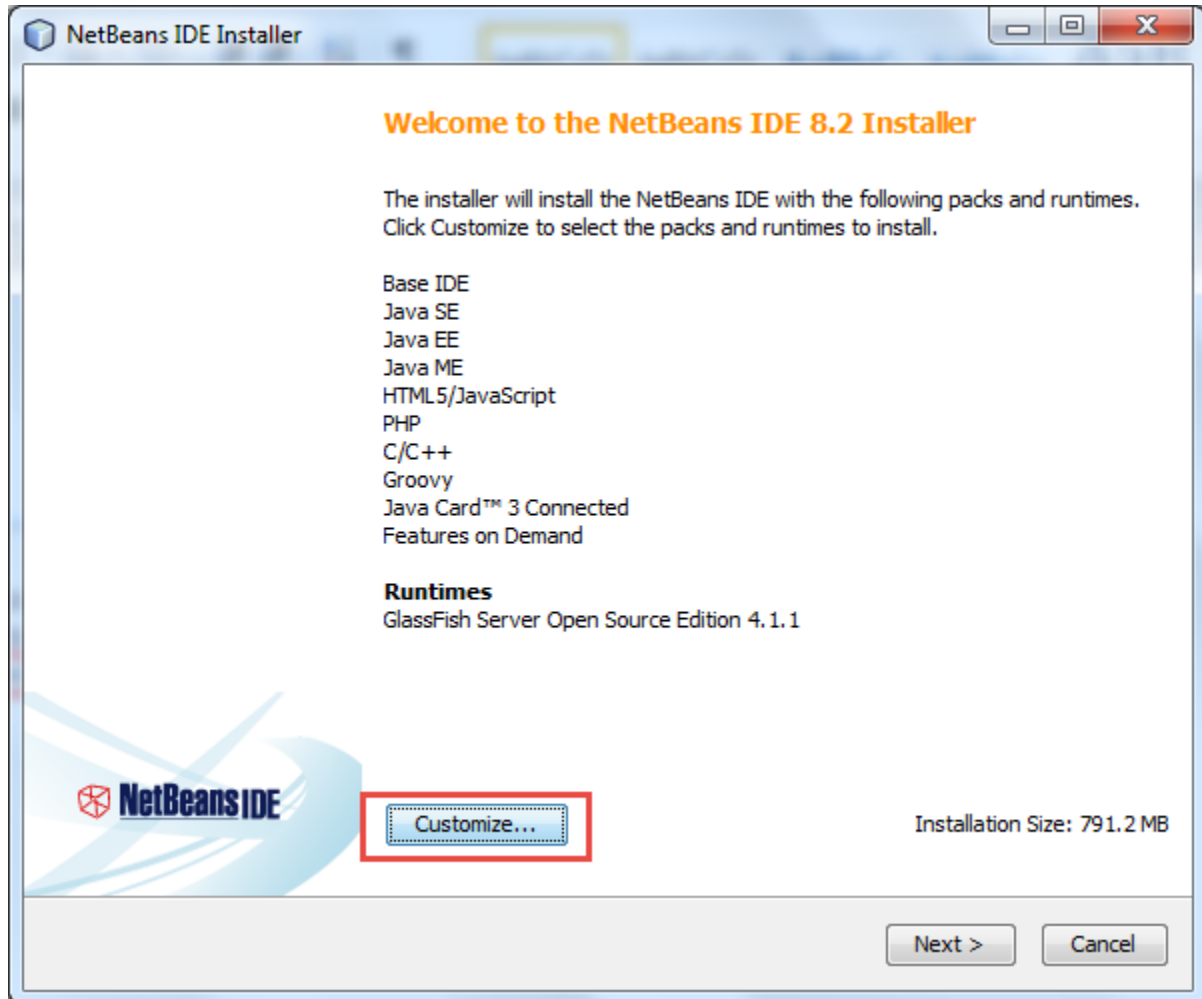 NetBeans IDE Installer
Welcome to the NetBeans IDE 8.2 Installer
The installer will install the NetBeans IDE with the following packs and runtimes.
Click Customize to select the packs and runtimes to install.
Base IDE
Java SE
Java EE
Java ME
HTML5/JavaScript
PHP
C/C++
Groovy
Java Card™ 3 Connected
Features on Demand
Runtimes
GlassFish Server Open Source Edition 4.1.1
NetBeans IDE
Customize...
Installation Size: 791.2 MB
Next >
Cancel